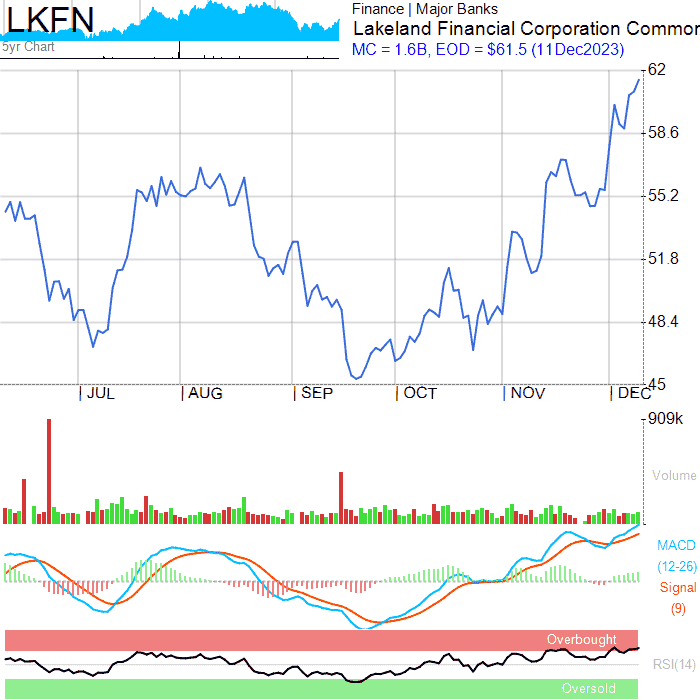 LKFN
5yr Chart
Finance | Major Banks
Lakeland Financial Corporation Common
MC = 1.6B, EOD = $61.5 (11Dec2023)
62
58.6
55.2
51.8
48.4
45
JUL AUG SEP OCT NOV DEC
909k
Volume
MACD
(12-26)
Signal
(9)
Overbought
RSI(14)
Oversold